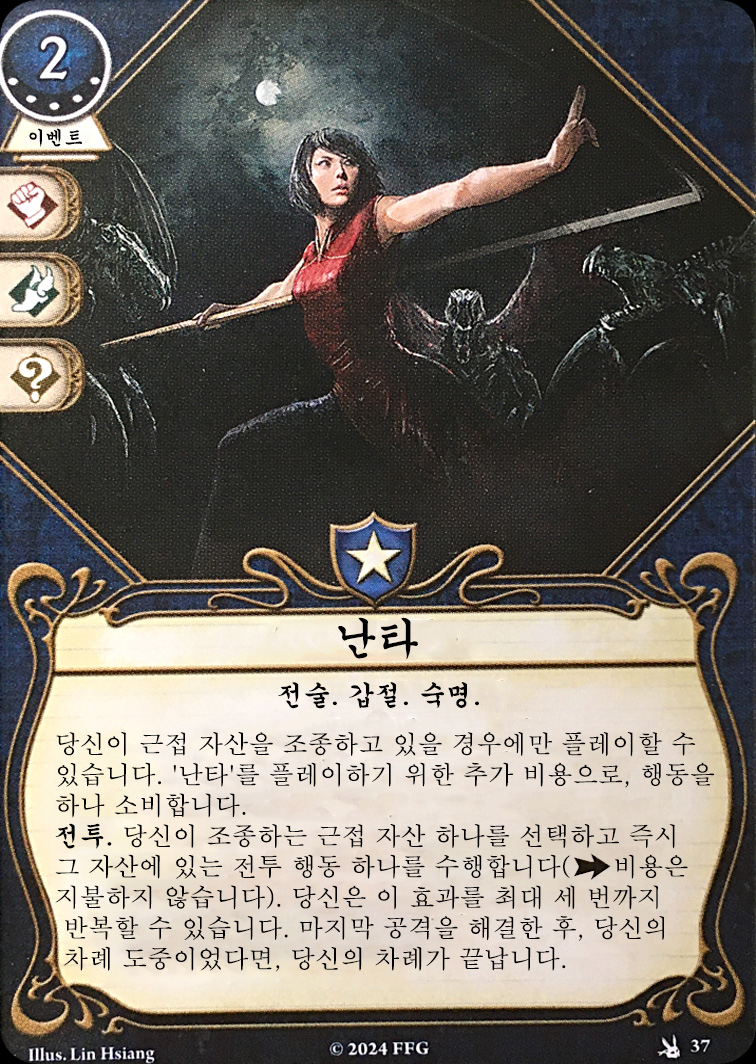 2
이벤트
난타
전술. 갑절. 숙명.
당신이 근접 자산을 조종하고 있을 경우에만 플레이할 수
있습니다. '난타'를 플레이하기 위한 추가 비용으로, 행동을
하나 소비합니다.
전투. 당신이 조종하는 근접 자산 하나를 선택하고 즉시
그 자산에 있는 전투 행동 하나를 수행합니다(비용은
지불하지 않습니다). 당신은 이 효과를 최대 세 번까지
반복할 수 있습니다. 마지막 공격을 해결한 후, 당신의
차례 도중이었다면, 당신의 차례가 끝납니다.
Illus. Lin Hsiang © 2024 FFG 37